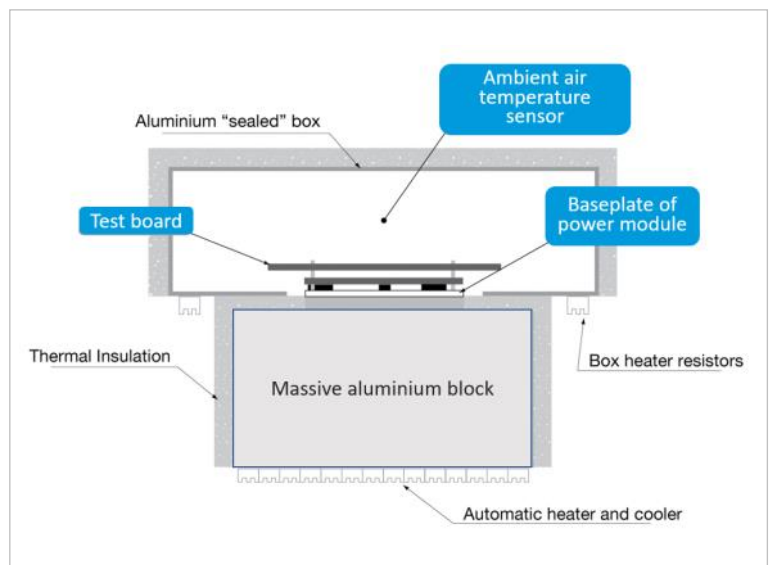 Ambient air
temperature
sensor
Aluminium “sealed” box
Test board
Baseplate of
power module
Thermal Insulation
Box heater resistors
Massive aluminium block
Automatic heater and cooler